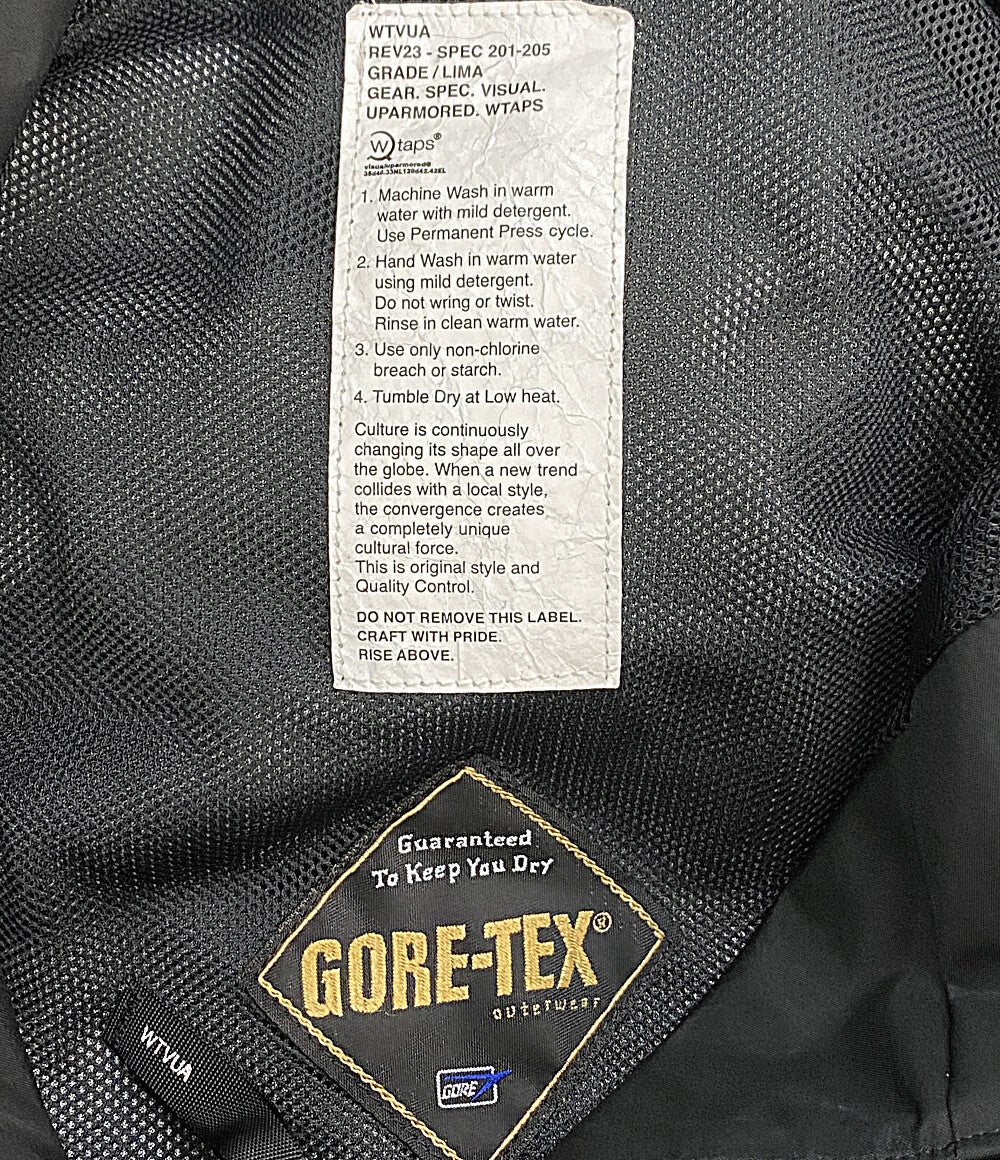 WTVUA
REV23 - SPEC 201-205
GRADE / LIMA
GEAR. SPEC. VISUAL.
UPARMORED. WTAPS
Wtaps®
visualuparmored®
1. Machine Wash in warm
water with mild detergent.
Use Permanent Press cycle.
2. Hand Wash in warm water
using mild detergent.
Do not wring or twist.
Rinse in clean warm water.
3. Use only non-chlorine
breach or starch.
4. Tumble Dry at Low heat.
Culture is continuously
changing its shape all over
the globe. When a new trend
collides with a local style,
the convergence creates
a completely unique
cultural force.
This is original style and
Quality Control.
DO NOT REMOVE THIS LABEL.
CRAFT WITH PRIDE.
RISE ABOVE.
Guaranteed
To Keep You Dry
GORE-TEX®
outerwear
GORE
WTVUA